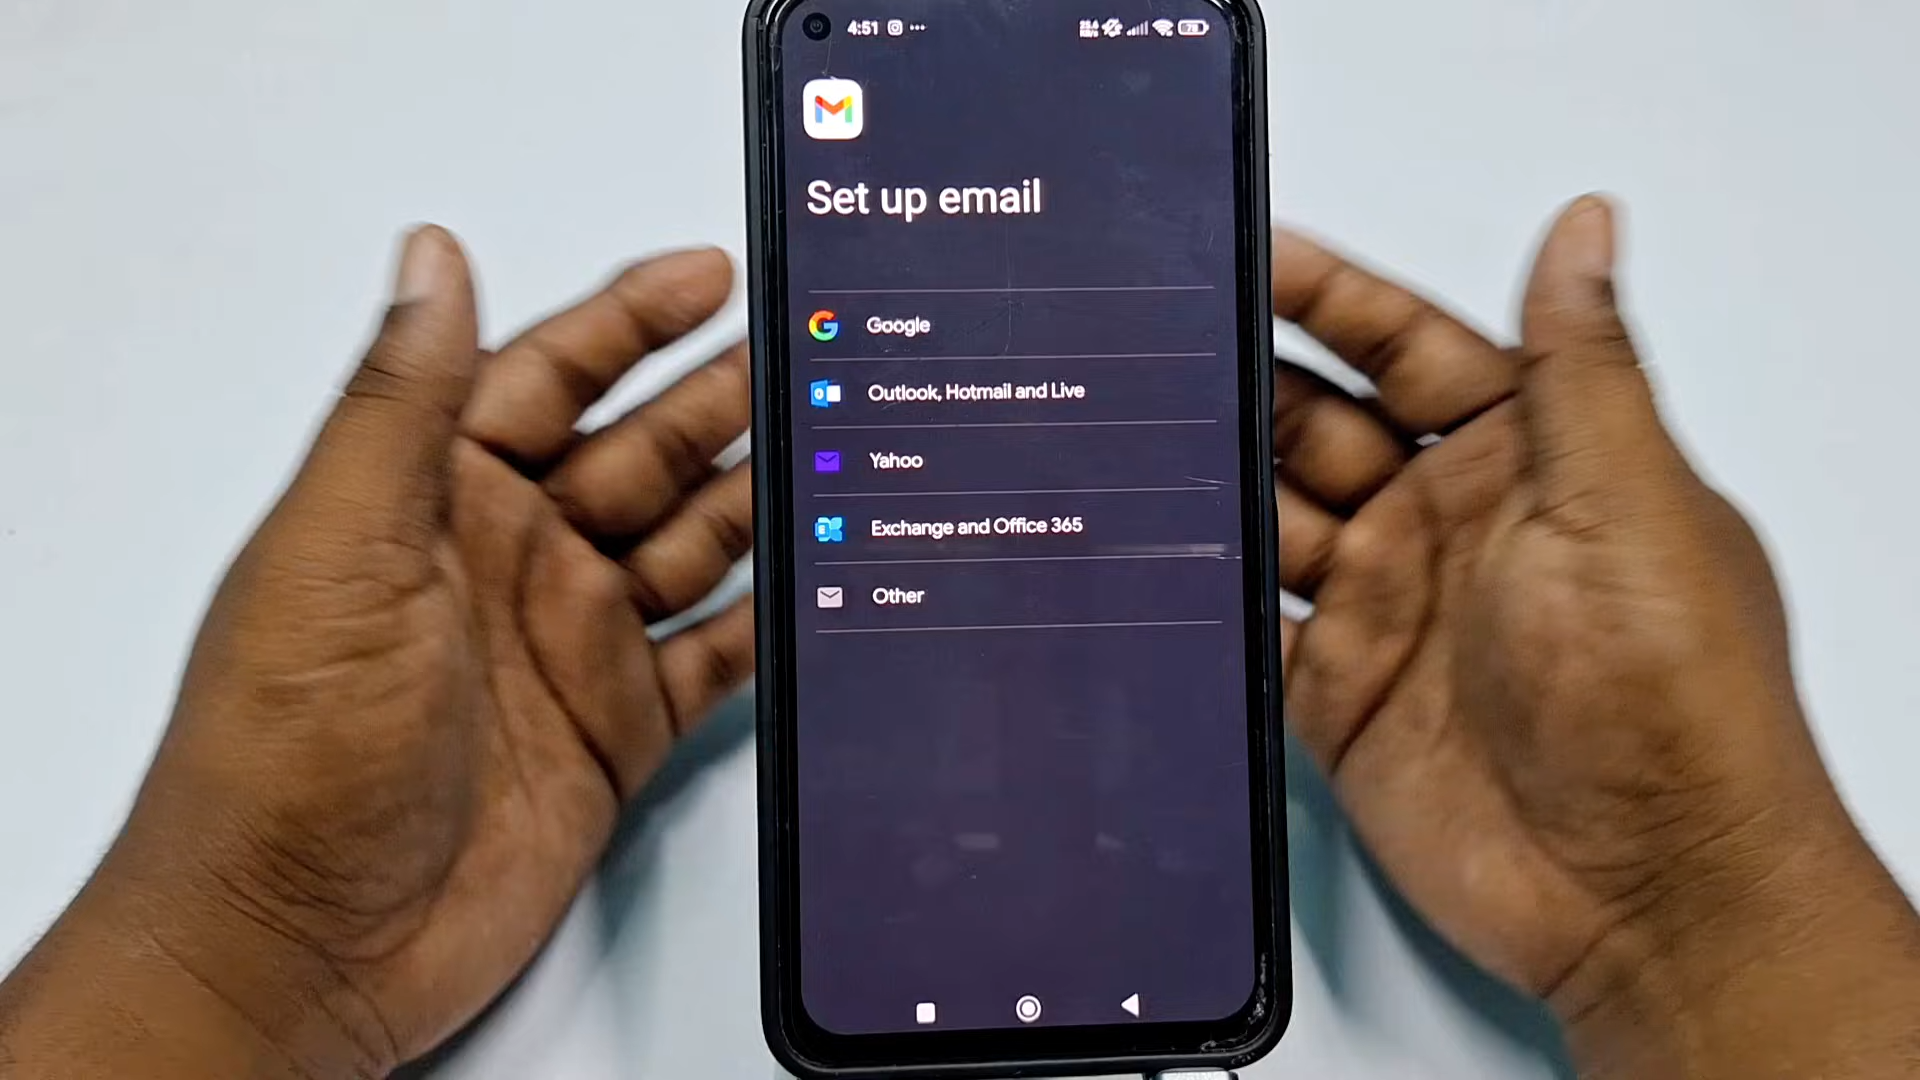 4:51
Set up email
Google
Outlook, Hotmail and Live
Yahoo
Exchange and Office 365
Other